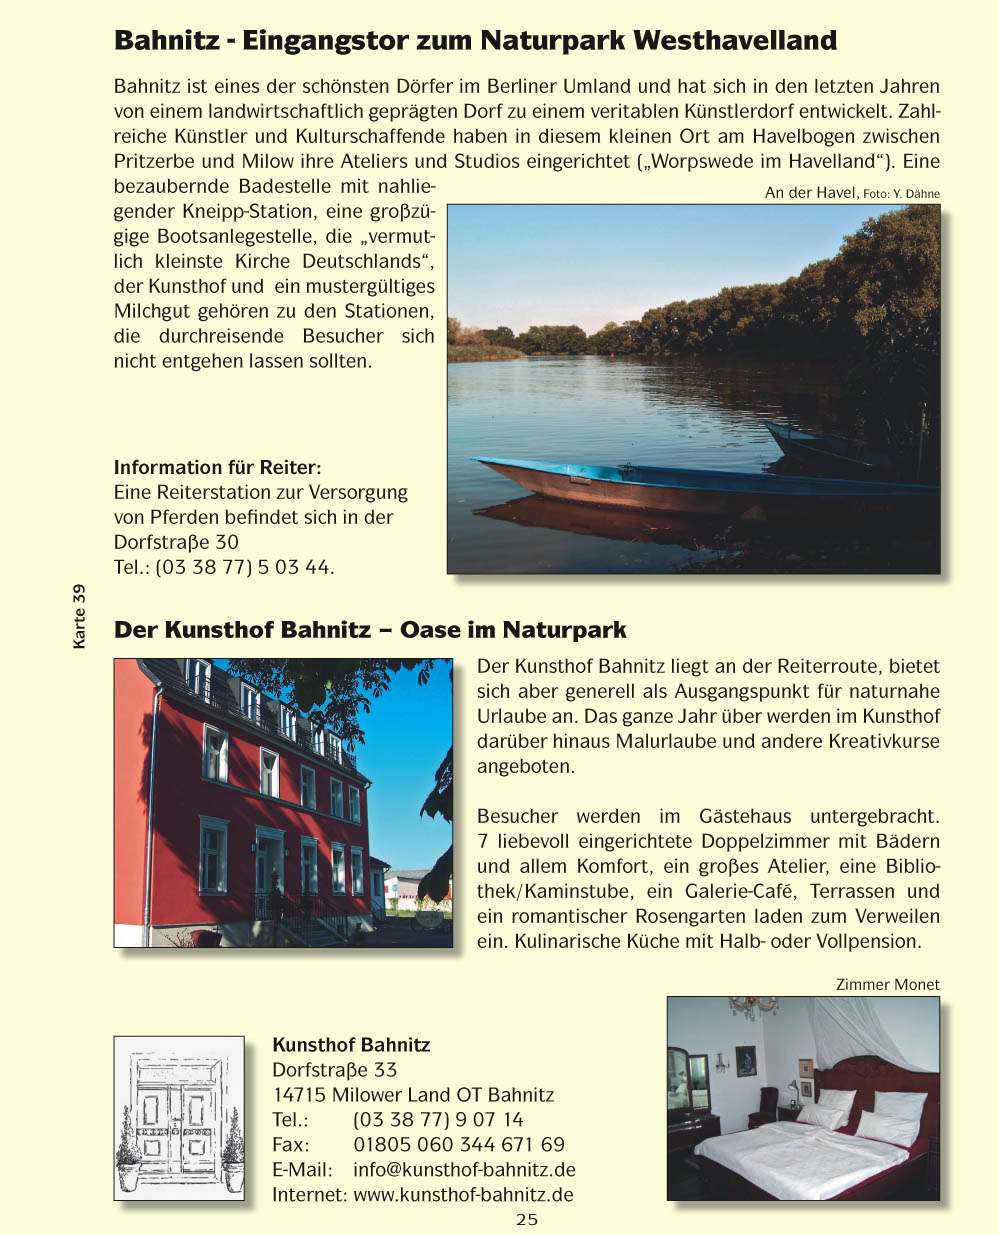 Bahnitz - Eingangstor zum Naturpark Westhavelland
Bahnitz ist eines der schönsten Dörfer im Berliner Umland und hat sich in den letzten Jahren
von einem landwirtschaftlich geprägten Dorf zu einem veritablen Künstlerdorf entwickelt. Zahl-
reiche Künstler und Kulturschaffende haben in diesem kleinen Ort am Havelbogen zwischen
Pritzerbe und Milow ihre Ateliers und Studios eingerichtet („Worpswede im Havelland“). Eine
bezaubernde Badestelle mit nahlie-
gender Kneipp-Station, eine großzü-
gige Bootsanlegestelle, die „vermut-
lich kleinste Kirche Deutschlands“,
der Kunsthof und ein mustergültiges
Milchgut gehören zu den Stationen,
die durchreisende Besucher sich
nicht entgehen lassen sollten.
An der Havel, Foto: Y. Dähne
Information für Reiter:
Eine Reiterstation zur Versorgung
von Pferden befindet sich in der
Dorfstraße 30
Tel.: (03 38 77) 5 03 44.
Karte 39
Der Kunsthof Bahnitz – Oase im Naturpark
Der Kunsthof Bahnitz liegt an der Reiterroute, bietet
sich aber generell als Ausgangspunkt für naturnahe
Urlaube an. Das ganze Jahr über werden im Kunsthof
darüber hinaus Malurlaube und andere Kreativkurse
angeboten.
Besucher werden im Gästehaus untergebracht.
7 liebevoll eingerichtete Doppelzimmer mit Bädern
und allem Komfort, ein großes Atelier, eine Biblio-
thek/Kaminstube, ein Galerie-Café, Terrassen und
ein romantischer Rosengarten laden zum Verweilen
ein. Kulinarische Küche mit Halb- oder Vollpension.
Zimmer Monet
Kunsthof Bahnitz
Dorfstraße 33
14715 Milower Land OT Bahnitz
Tel.: (03 38 77) 9 07 14
Fax: 01805 060 344 671 69
E-Mail: info@kunsthof-bahnitz.de
Internet: www.kunsthof-bahnitz.de
25